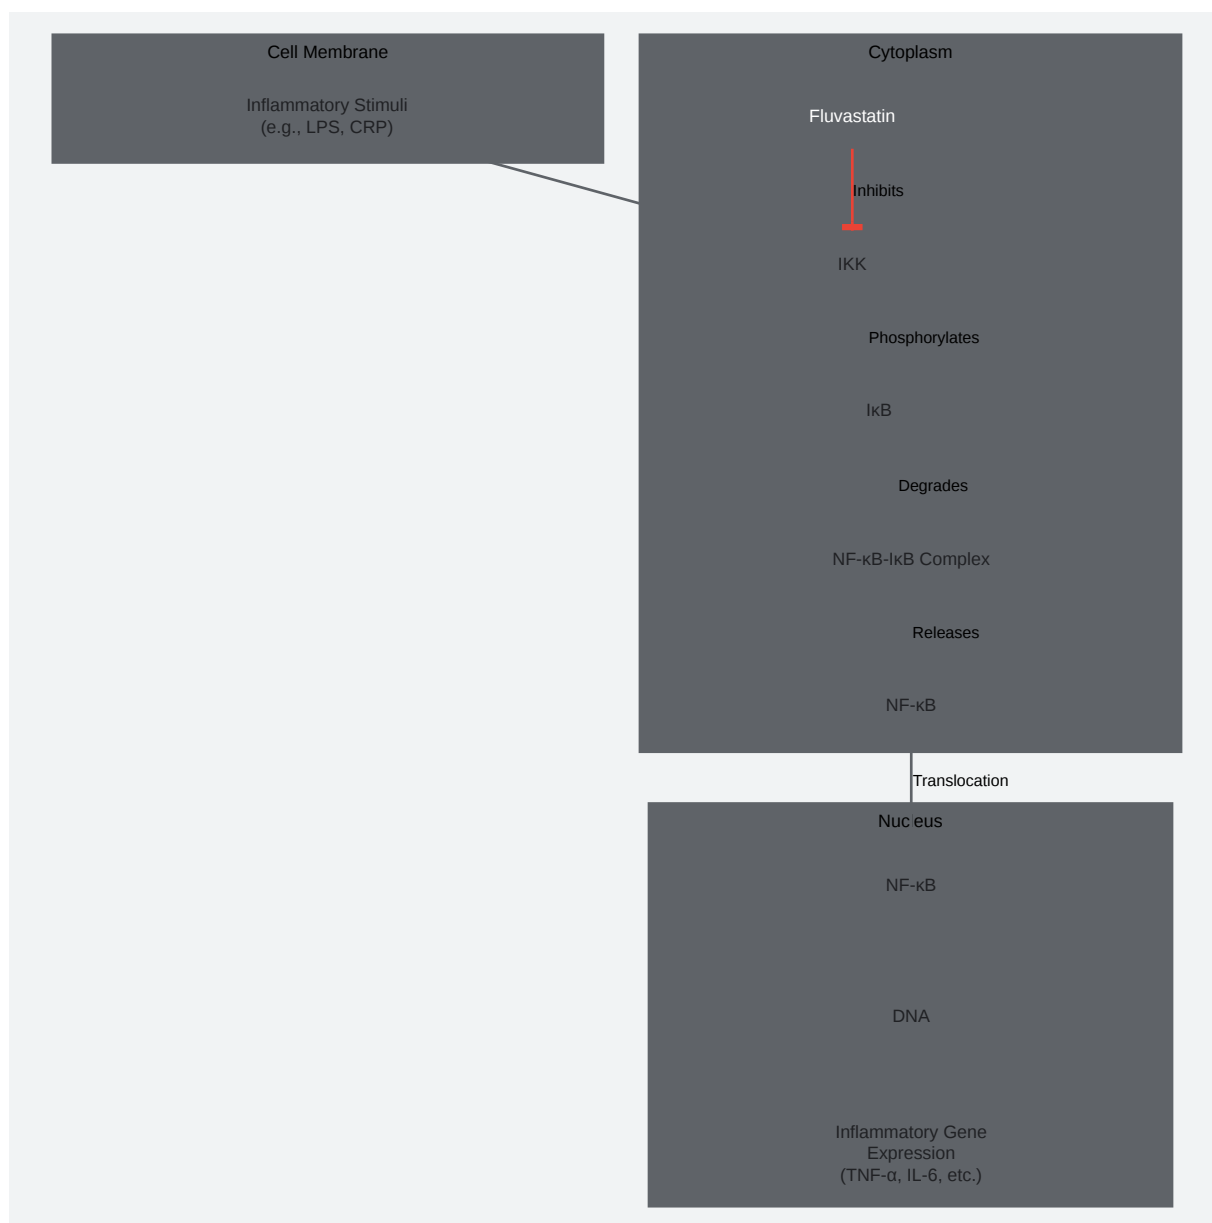 Cell Membrane
Inflammatory Stimuli
(e.g., LPS, CRP)
Cytoplasm
Fluvastatin
Inhibits
IKK
Phosphorylates
IκB
Degrades
NF-κB-IκB Complex
Releases
NF-κB
Translocation
Nucleus
NF-κB
DNA
Inflammatory Gene
Expression
(TNF-α, IL-6, etc.)